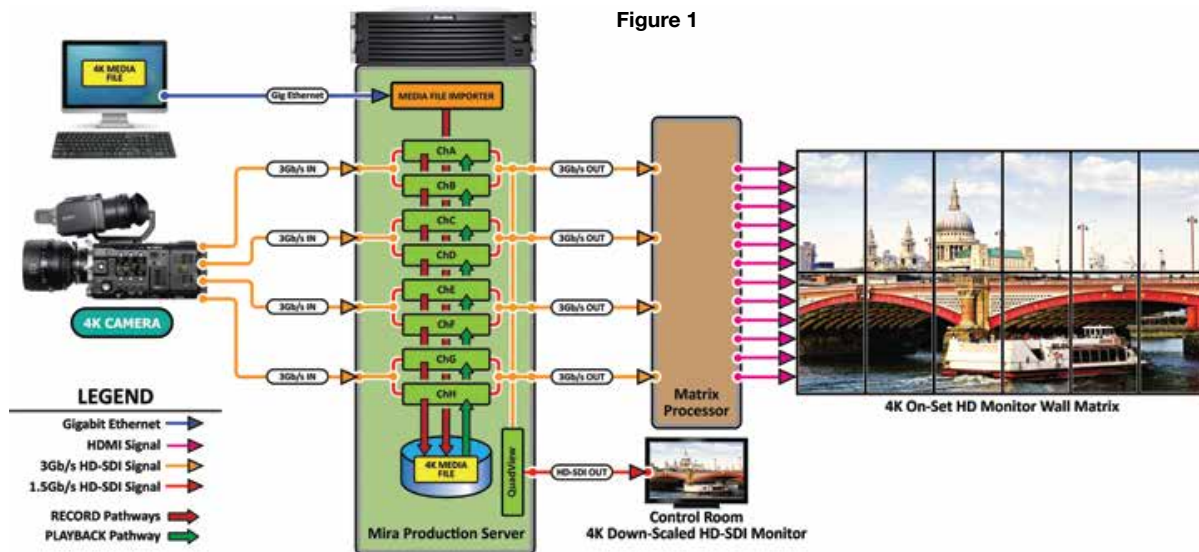 Figure 1
4K MEDIA
FILE
Gig Ethernet
MEDIA FILE IMPORTER
ChA
ChB
ChC
ChD
ChE
ChF
ChG
ChH
3Gb/s IN
3Gb/s IN
3Gb/s IN
3Gb/s IN
3Gb/s OUT
3Gb/s OUT
3Gb/s OUT
3Gb/s OUT
4K CAMERA
4K MEDIA
FILE
QuadView
HD-SDI OUT
Mira Production Server
Matrix
Processor
4K On-Set HD Monitor Wall Matrix
Control Room
4K Down-Scaled HD-SDI Monitor
LEGEND
Gigabit Ethernet
HDMI Signal
3Gb/s HD-SDI Signal
1.5Gb/s HD-SDI Signal
RECORD Pathways
PLAYBACK Pathway